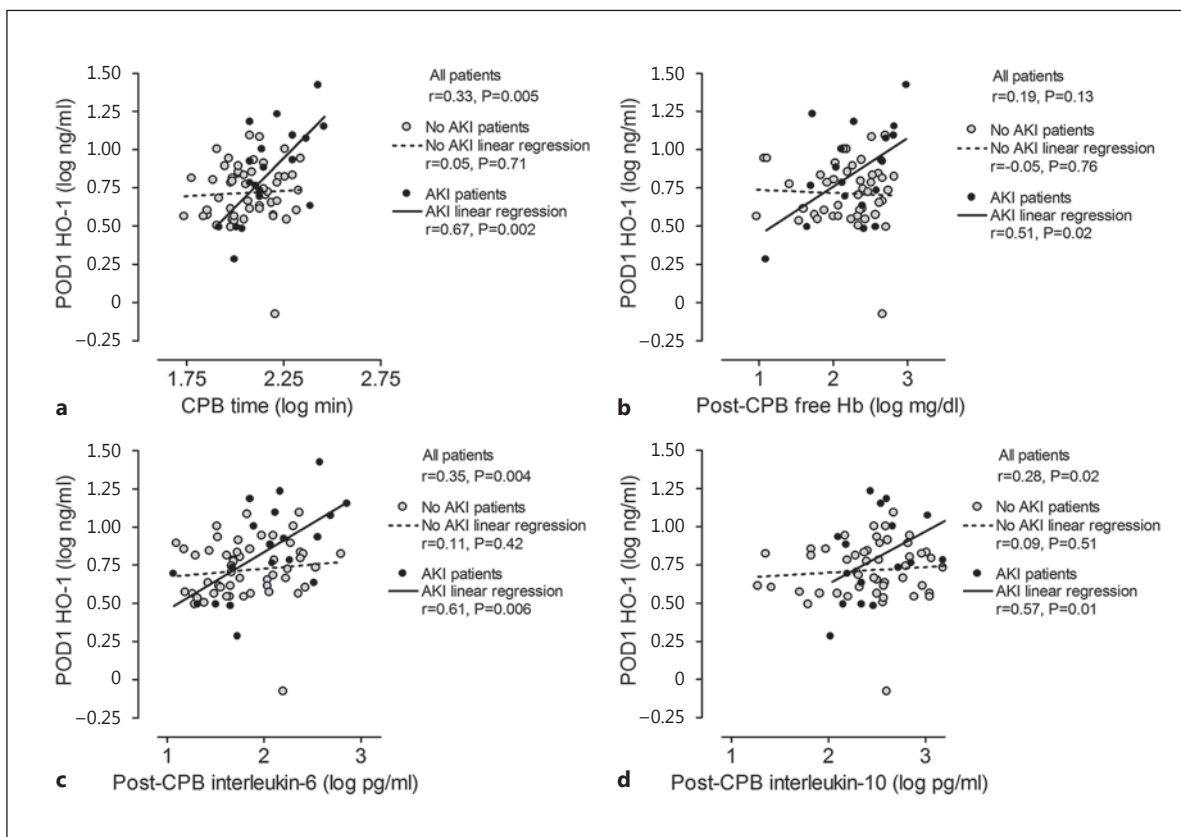 1.50
1.25
1.00
0.75
0.50
0.25
0
−0.25
POD1 HO-1 (log ng/ml)
1.75 2.25 2.75
CPB time (log min)
a
All patients
r=0.33, P=0.005
No AKI patients
No AKI linear regression
r=0.05, P=0.71
AKI patients
AKI linear regression
r=0.67, P=0.002
1.50
1.25
1.00
0.75
0.50
0.25
0
−0.25
POD1 HO-1 (log ng/ml)
1 2 3
Post-CPB free Hb (log mg/dl)
b
All patients
r=0.19, P=0.13
No AKI patients
No AKI linear regression
r=-0.05, P=0.76
AKI patients
AKI linear regression
r=0.51, P=0.02
1.50
1.25
1.00
0.75
0.50
0.25
0
−0.25
POD1 HO-1 (log ng/ml)
1 2 3
Post-CPB interleukin-6 (log pg/ml)
c
All patients
r=0.35, P=0.004
No AKI patients
No AKI linear regression
r=0.11, P=0.42
AKI patients
AKI linear regression
r=0.61, P=0.006
1.50
1.25
1.00
0.75
0.50
0.25
0
−0.25
POD1 HO-1 (log ng/ml)
1 2 3
Post-CPB interleukin-10 (log pg/ml)
d
All patients
r=0.28, P=0.02
No AKI patients
No AKI linear regression
r=0.09, P=0.51
AKI patients
AKI linear regression
r=0.57, P=0.01